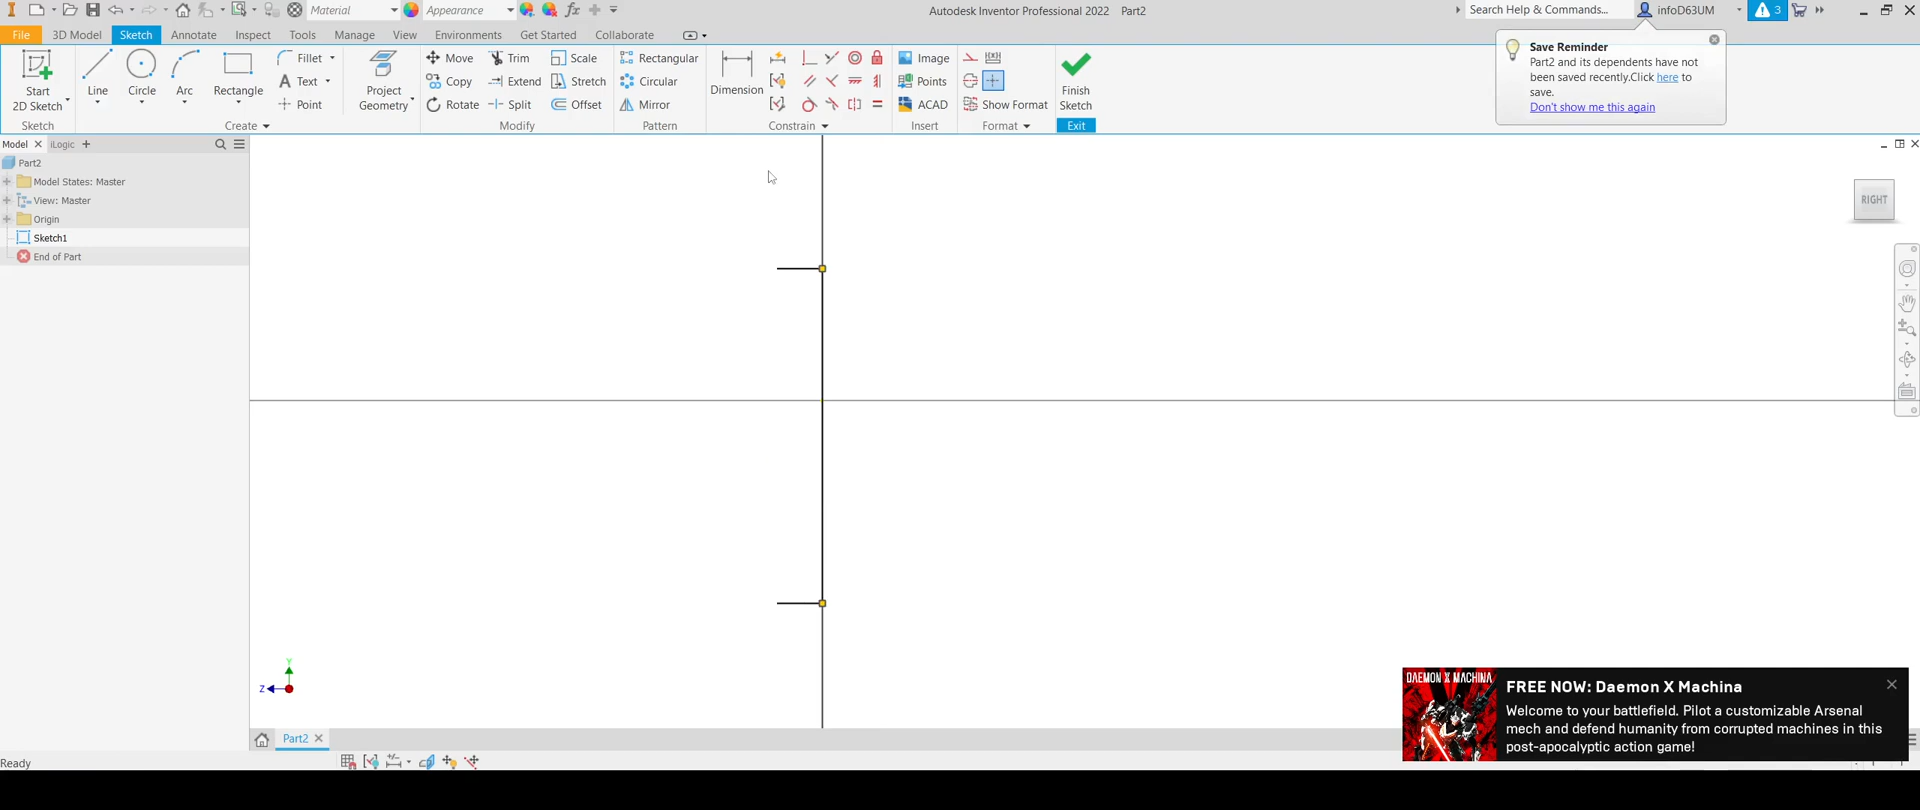 Material
Appearance
Autodesk Inventor Professional 2022 Part2
Search Help & Commands...
infoD63UM
3
File 3D Model Sketch Annotate Inspect Tools Manage View Environments Get Started Collaborate
Start
2D Sketch
Sketch
Line
Circle
Arc
Rectangle
Fillet
Text
Point
Create
Project
Geometry
Move Trim Scale
Copy Extend Stretch
Rotate Split Offset
Modify
Rectangular
Circular
Mirror
Pattern
Dimension
Constrain
Image
Points
ACAD
Insert
Show Format
Format
Finish
Sketch
Exit
Save Reminder
Part2 and its dependents have not
been saved recently.Click here to
save.
Don't show me this again
Model iLogic
Part2
Model States: Master
View: Master
Origin
Sketch1
End of Part
RIGHT
Y
Z
DAEMON X MACHINA
FREE NOW: Daemon X Machina
Welcome to your battlefield. Pilot a customizable Arsenal
mech and defend humanity from corrupted machines in this
post-apocalyptic action game!
Part2
Ready